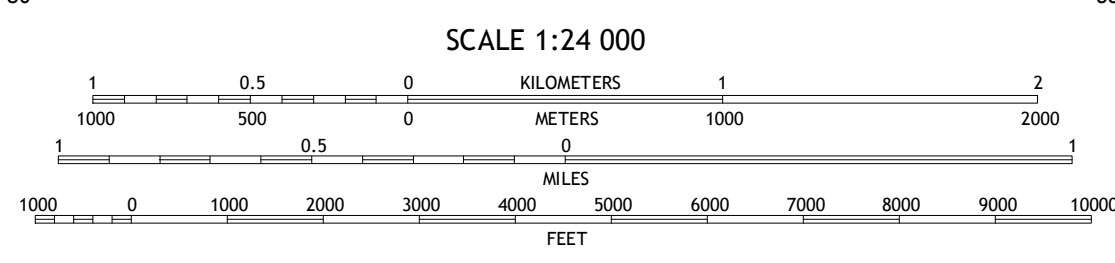 SCALE 1:24 000
1 0.5 0 KILOMETERS 1 2
1000 500 0 METERS 1000 2000
1 0.5 0 1
MILES
1000 0 1000 2000 3000 4000 5000 6000 7000 8000 9000 10000
FEET